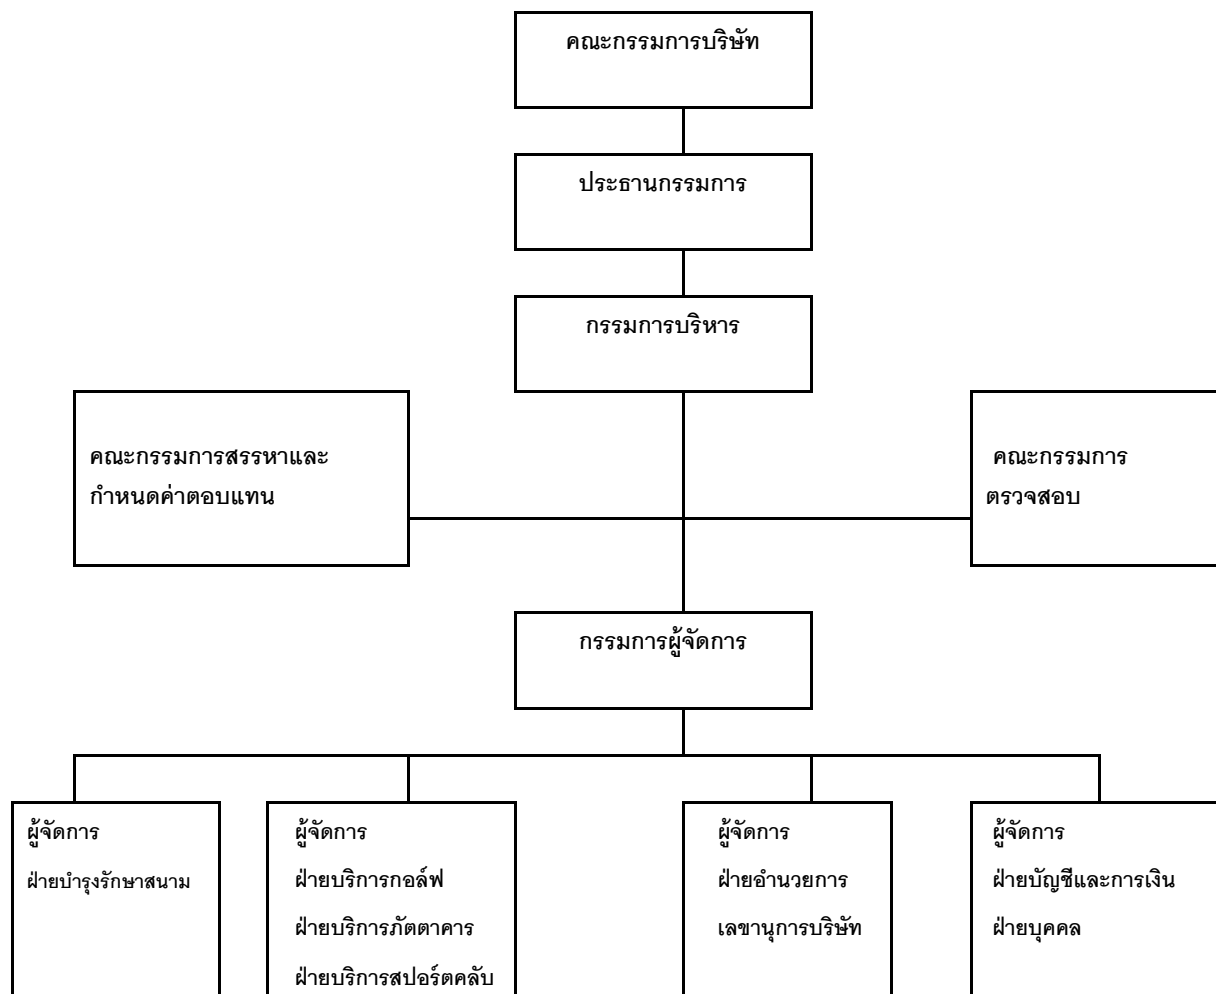 คณะกรรมการบริษัท
ประธานกรรมการ
กรรมการบริหาร
คณะกรรมการสรรหาและ
กำหนดค่าตอบแทน
คณะกรรมการ
ตรวจสอบ
กรรมการผู้จัดการ
ผู้จัดการ
ฝ่ายบำรุงรักษาสนาม
ผู้จัดการ
ฝ่ายบริการกอล์ฟ
ฝ่ายบริการภัตตาคาร
ฝ่ายบริการสปอร์ตคลับ
ผู้จัดการ
ฝ่ายอำนวยการ
เลขานุการบริษัท
ผู้จัดการ
ฝ่ายบัญชีและการเงิน
ฝ่ายบุคคล